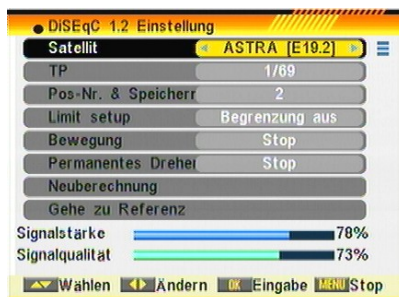 DiSEqC 1.2 Einstellung
Satellit ASTRA [E19.2]
TP 1/69
Pos-Nr. & Speicherr 2
Limit setup Begrenzung aus
Bewegung Stop
Permanentes Drehei Stop
Neuberechnung
Gehe zu Referenz
Signalstärke 78%
Signalqualität 73%
Wählen Ändern OK Eingabe MENU Stop